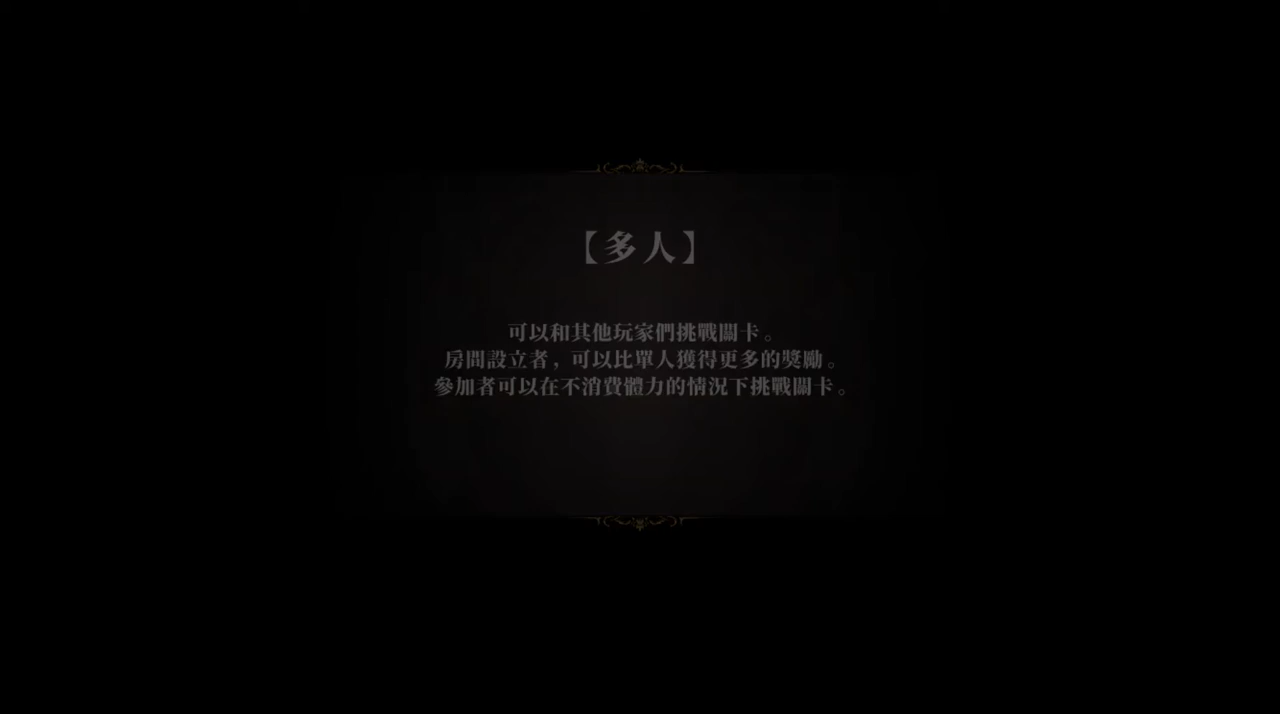 【多人】
可以和其他玩家們挑戰關卡。
房間設立者，可以比單人獲得更多的獎勵。
參加者可以在不消費體力的情況下挑戰關卡。